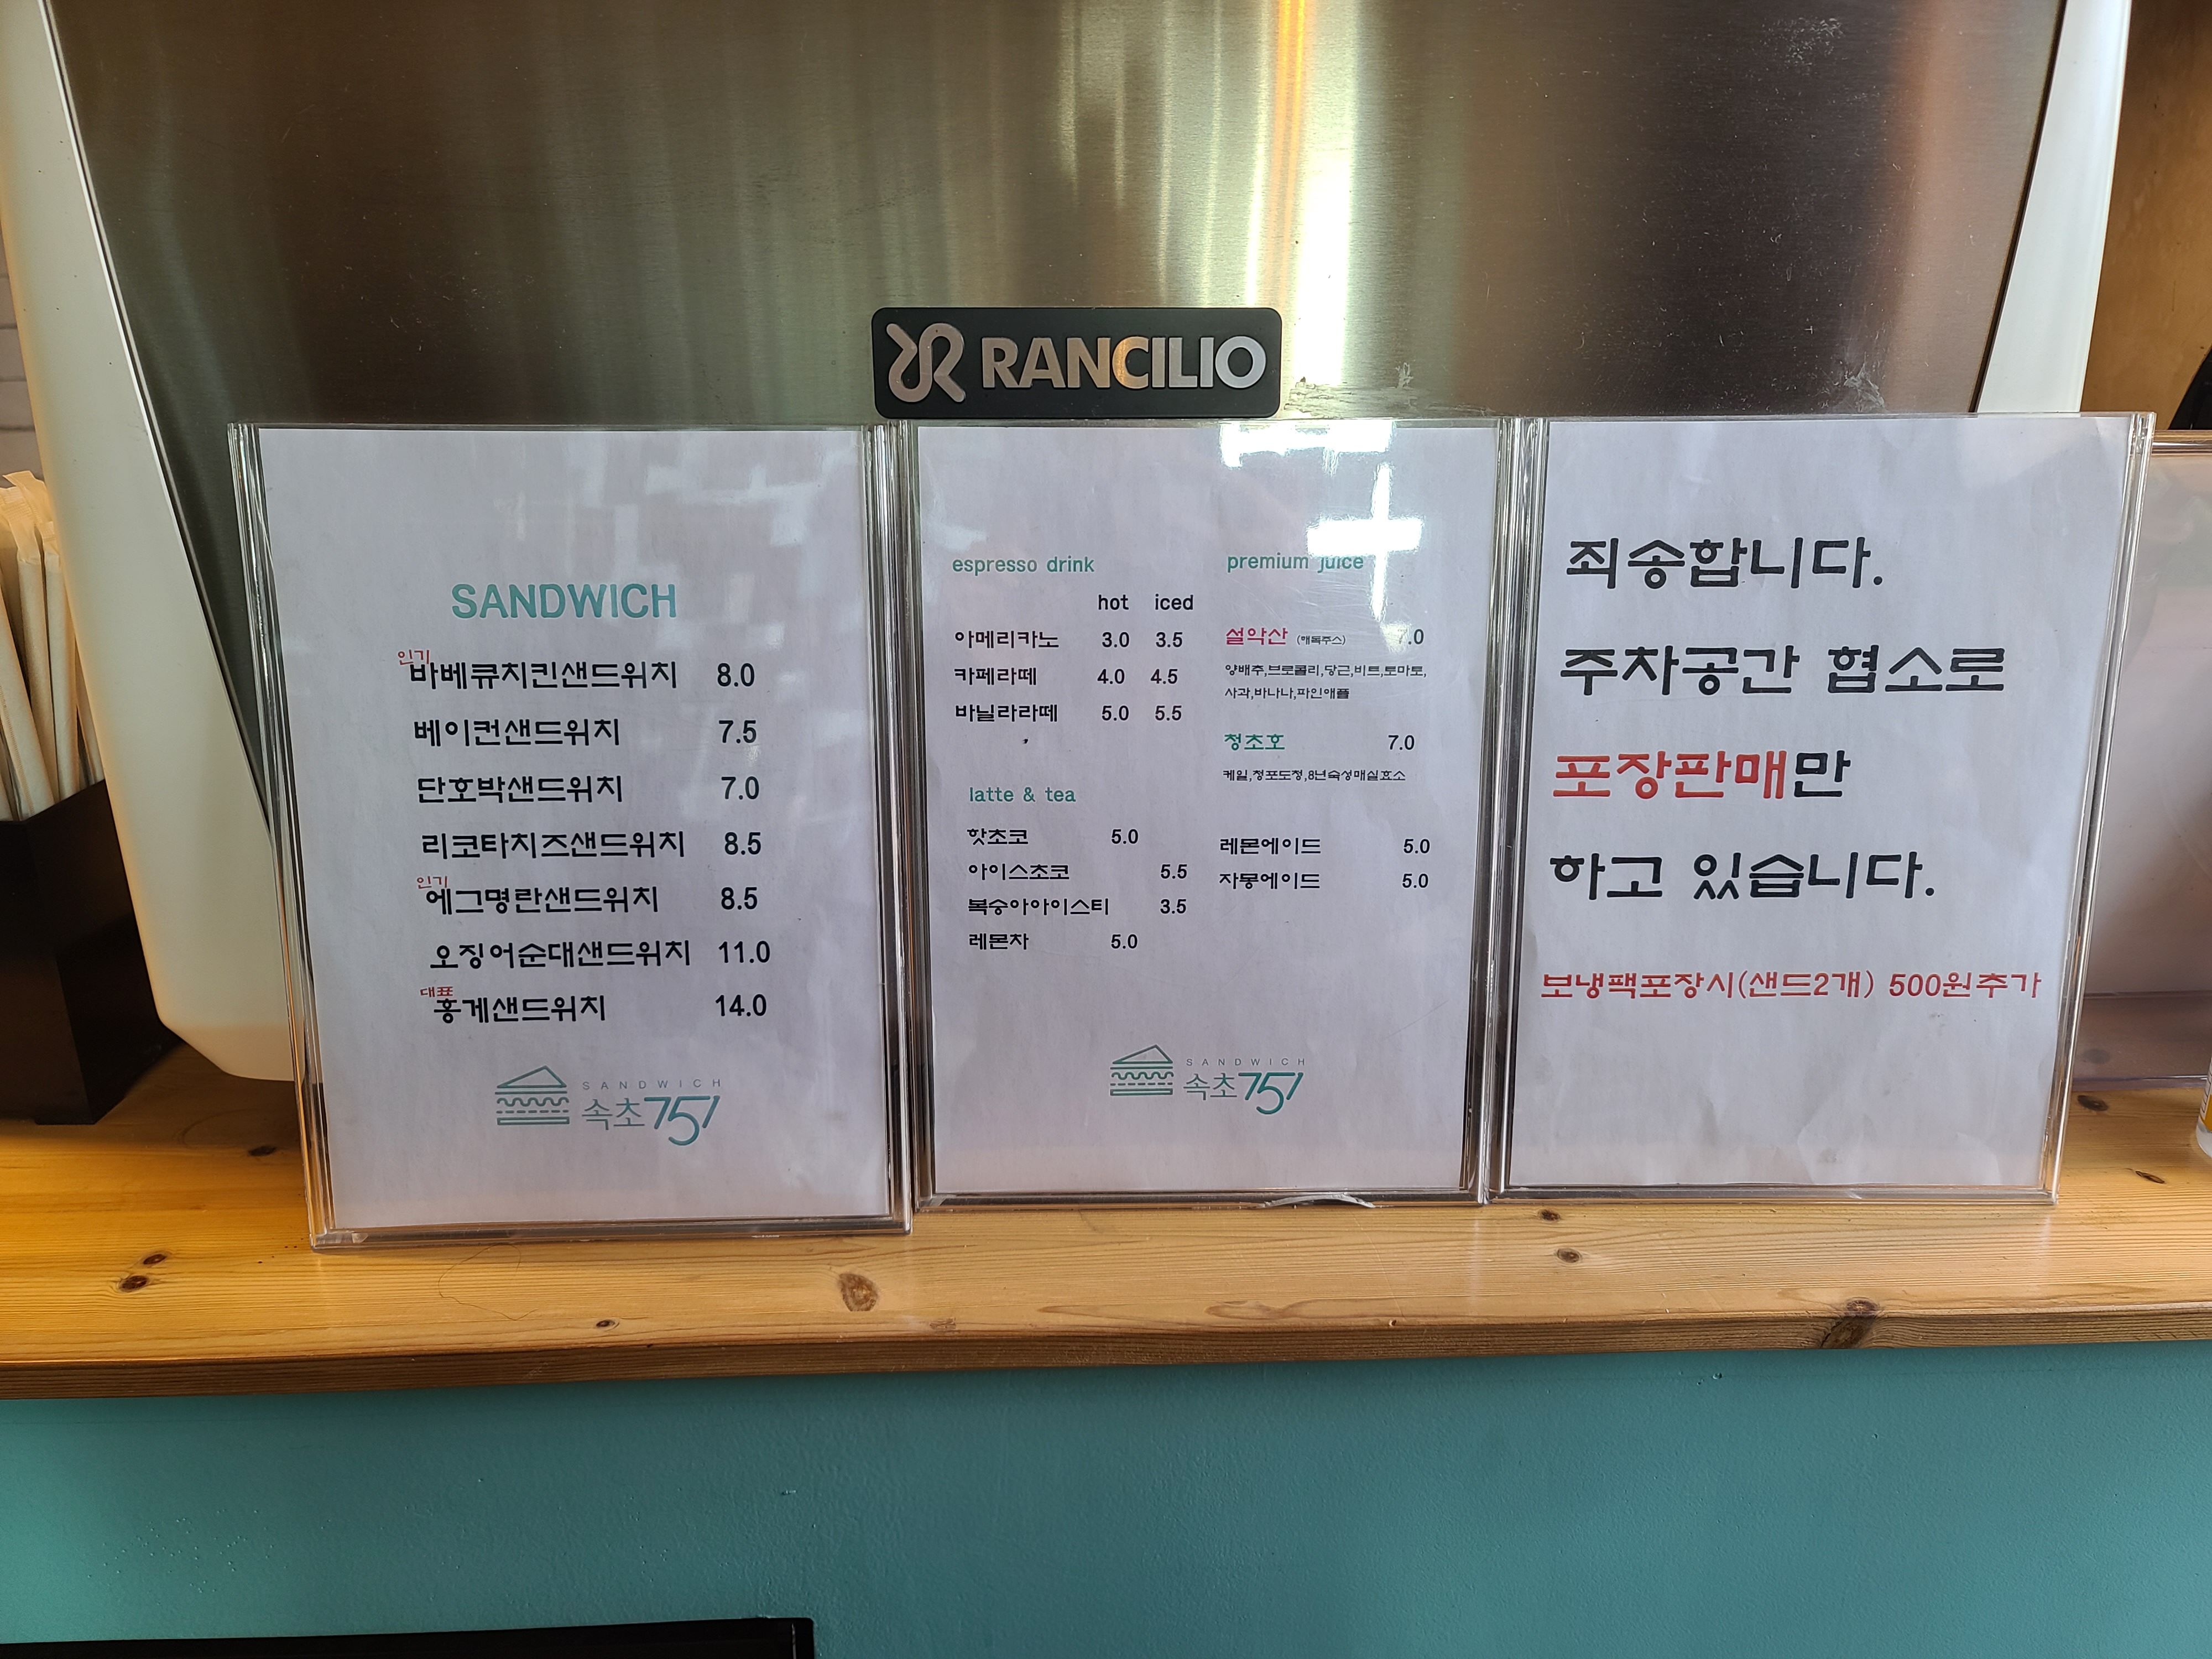 RANCILIO
SANDWICH
인기
바베큐치킨샌드위치 8.0
베이컨샌드위치 7.5
단호박샌드위치 7.0
리코타치즈샌드위치 8.5
인기
에그명란샌드위치 8.5
오징어순대샌드위치 11.0
대표
홍게샌드위치 14.0
SANDWICH
속초751
espresso drink
hot iced
아메리카노 3.0 3.5
카페라떼 4.0 4.5
바닐라라떼 5.0 5.5
latte & tea
핫초코 5.0
아이스초코 5.5
복숭아아이스티 3.5
레몬차 5.0
premium juice
설악산 (해독주스) 7.0
양배추,브로콜리,당근,비트,토마토,
사과,바나나,파인애플
청초호 7.0
케일,청포도청,8년숙성매실효소
레몬에이드 5.0
자몽에이드 5.0
SANDWICH
속초751
죄송합니다.
주차공간 협소로
포장판매만
하고 있습니다.
보냉팩포장시(샌드2개) 500원추가